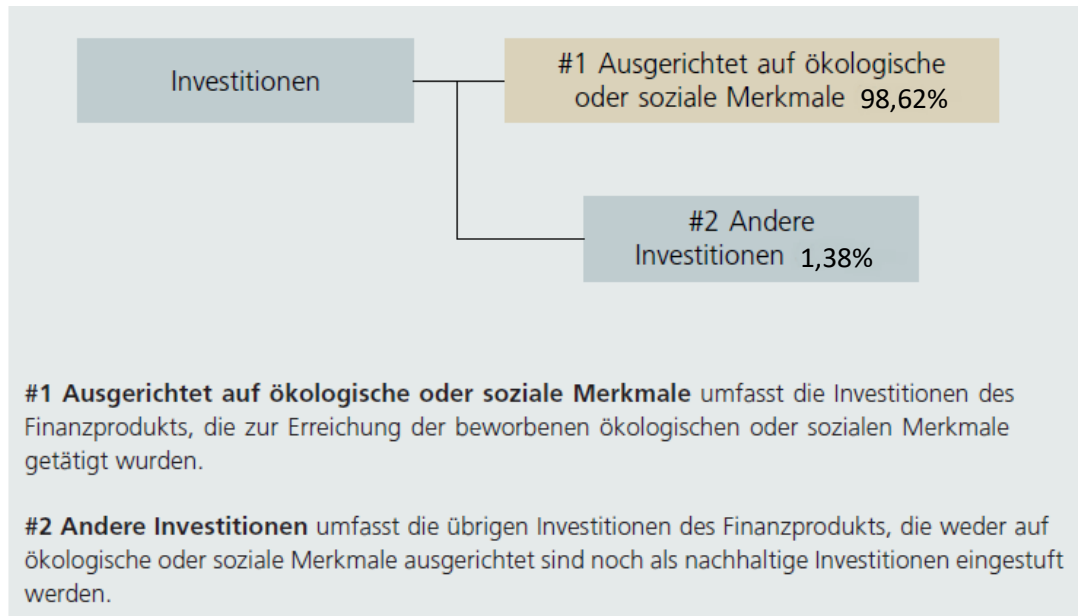 Investitionen
#1 Ausgerichtet auf ökologische
oder soziale Merkmale 98,62%
#2 Andere
Investitionen 1,38%
#1 Ausgerichtet auf ökologische oder soziale Merkmale umfasst die Investitionen des
Finanzprodukts, die zur Erreichung der beworbenen ökologischen oder sozialen Merkmale
getätigt wurden.
#2 Andere Investitionen umfasst die übrigen Investitionen des Finanzprodukts, die weder auf
ökologische oder soziale Merkmale ausgerichtet sind noch als nachhaltige Investitionen eingestuft
werden.